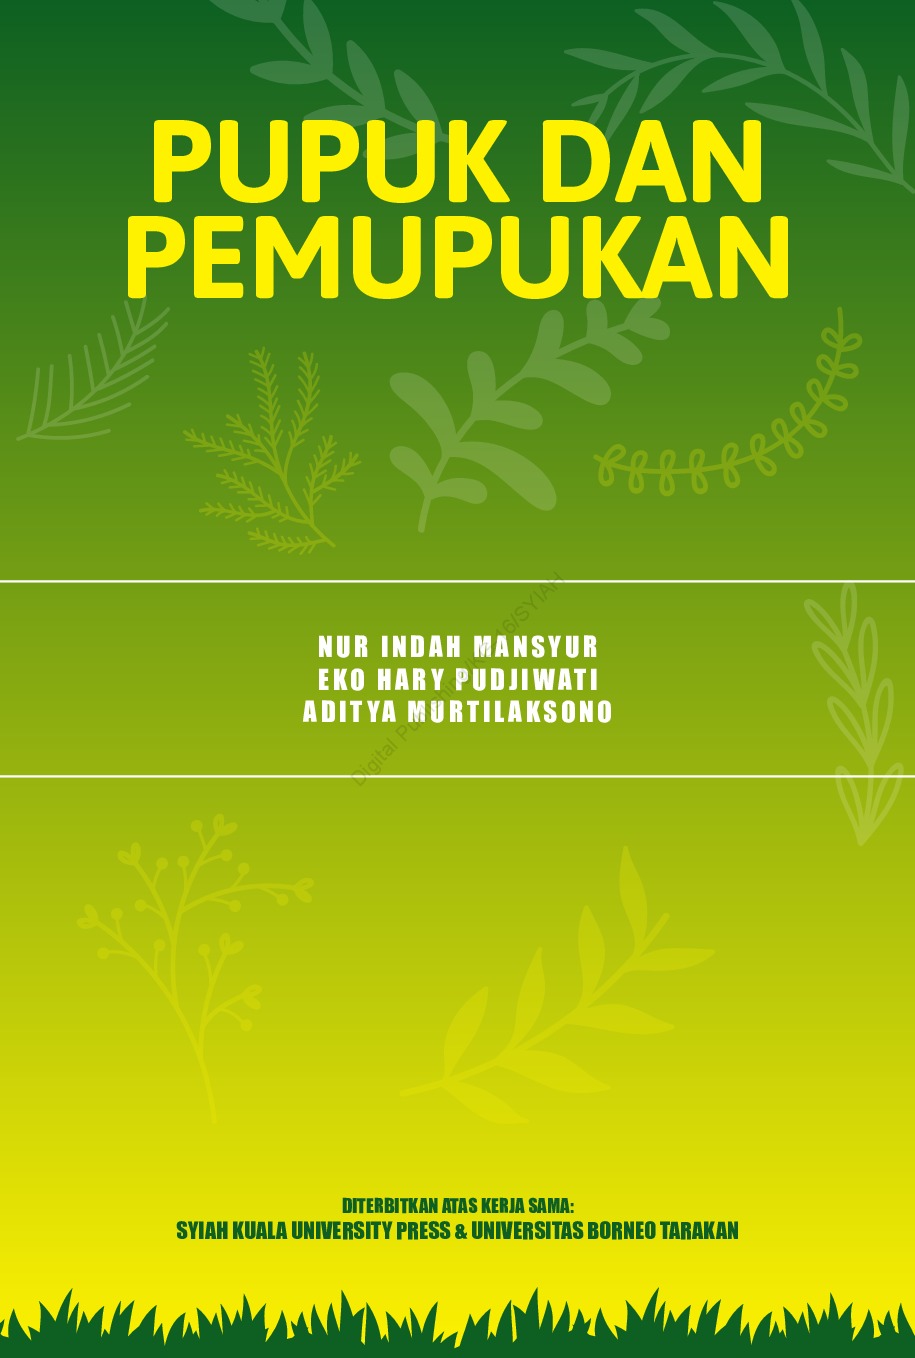 PUPUK DAN
PEMUPUKAN
NUR INDAH MANSYUR
EKO HARY PUDJIWATI
ADITYA MURTILAKSONO
DITERBITKAN ATAS KERJA SAMA:
SYIAH KUALA UNIVERSITY PRESS & UNIVERSITAS BORNEO TARAKAN